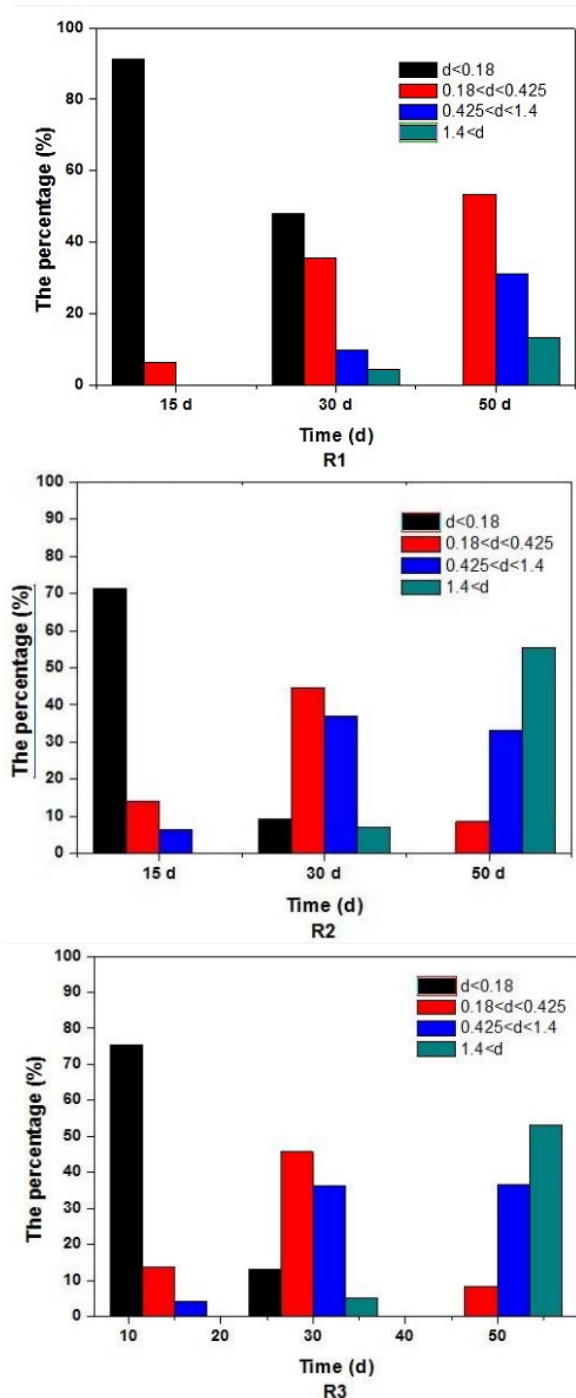 100
80
60
40
20
0
The percentage (%)
d<0.18
0.18<d<0.425
0.425<d<1.4
1.4<d
15 d 30 d 50 d
Time (d)
R1
100
90
80
70
60
50
40
30
20
10
0
The percentage (%)
d<0.18
0.18<d<0.425
0.425<d<1.4
1.4<d
15 d 30 d 50 d
Time (d)
R2
100
90
80
70
60
50
40
30
20
10
0
The percentage (%)
d<0.18
0.18<d<0.425
0.425<d<1.4
1.4<d
10 20 30 40 50
Time (d)
R3